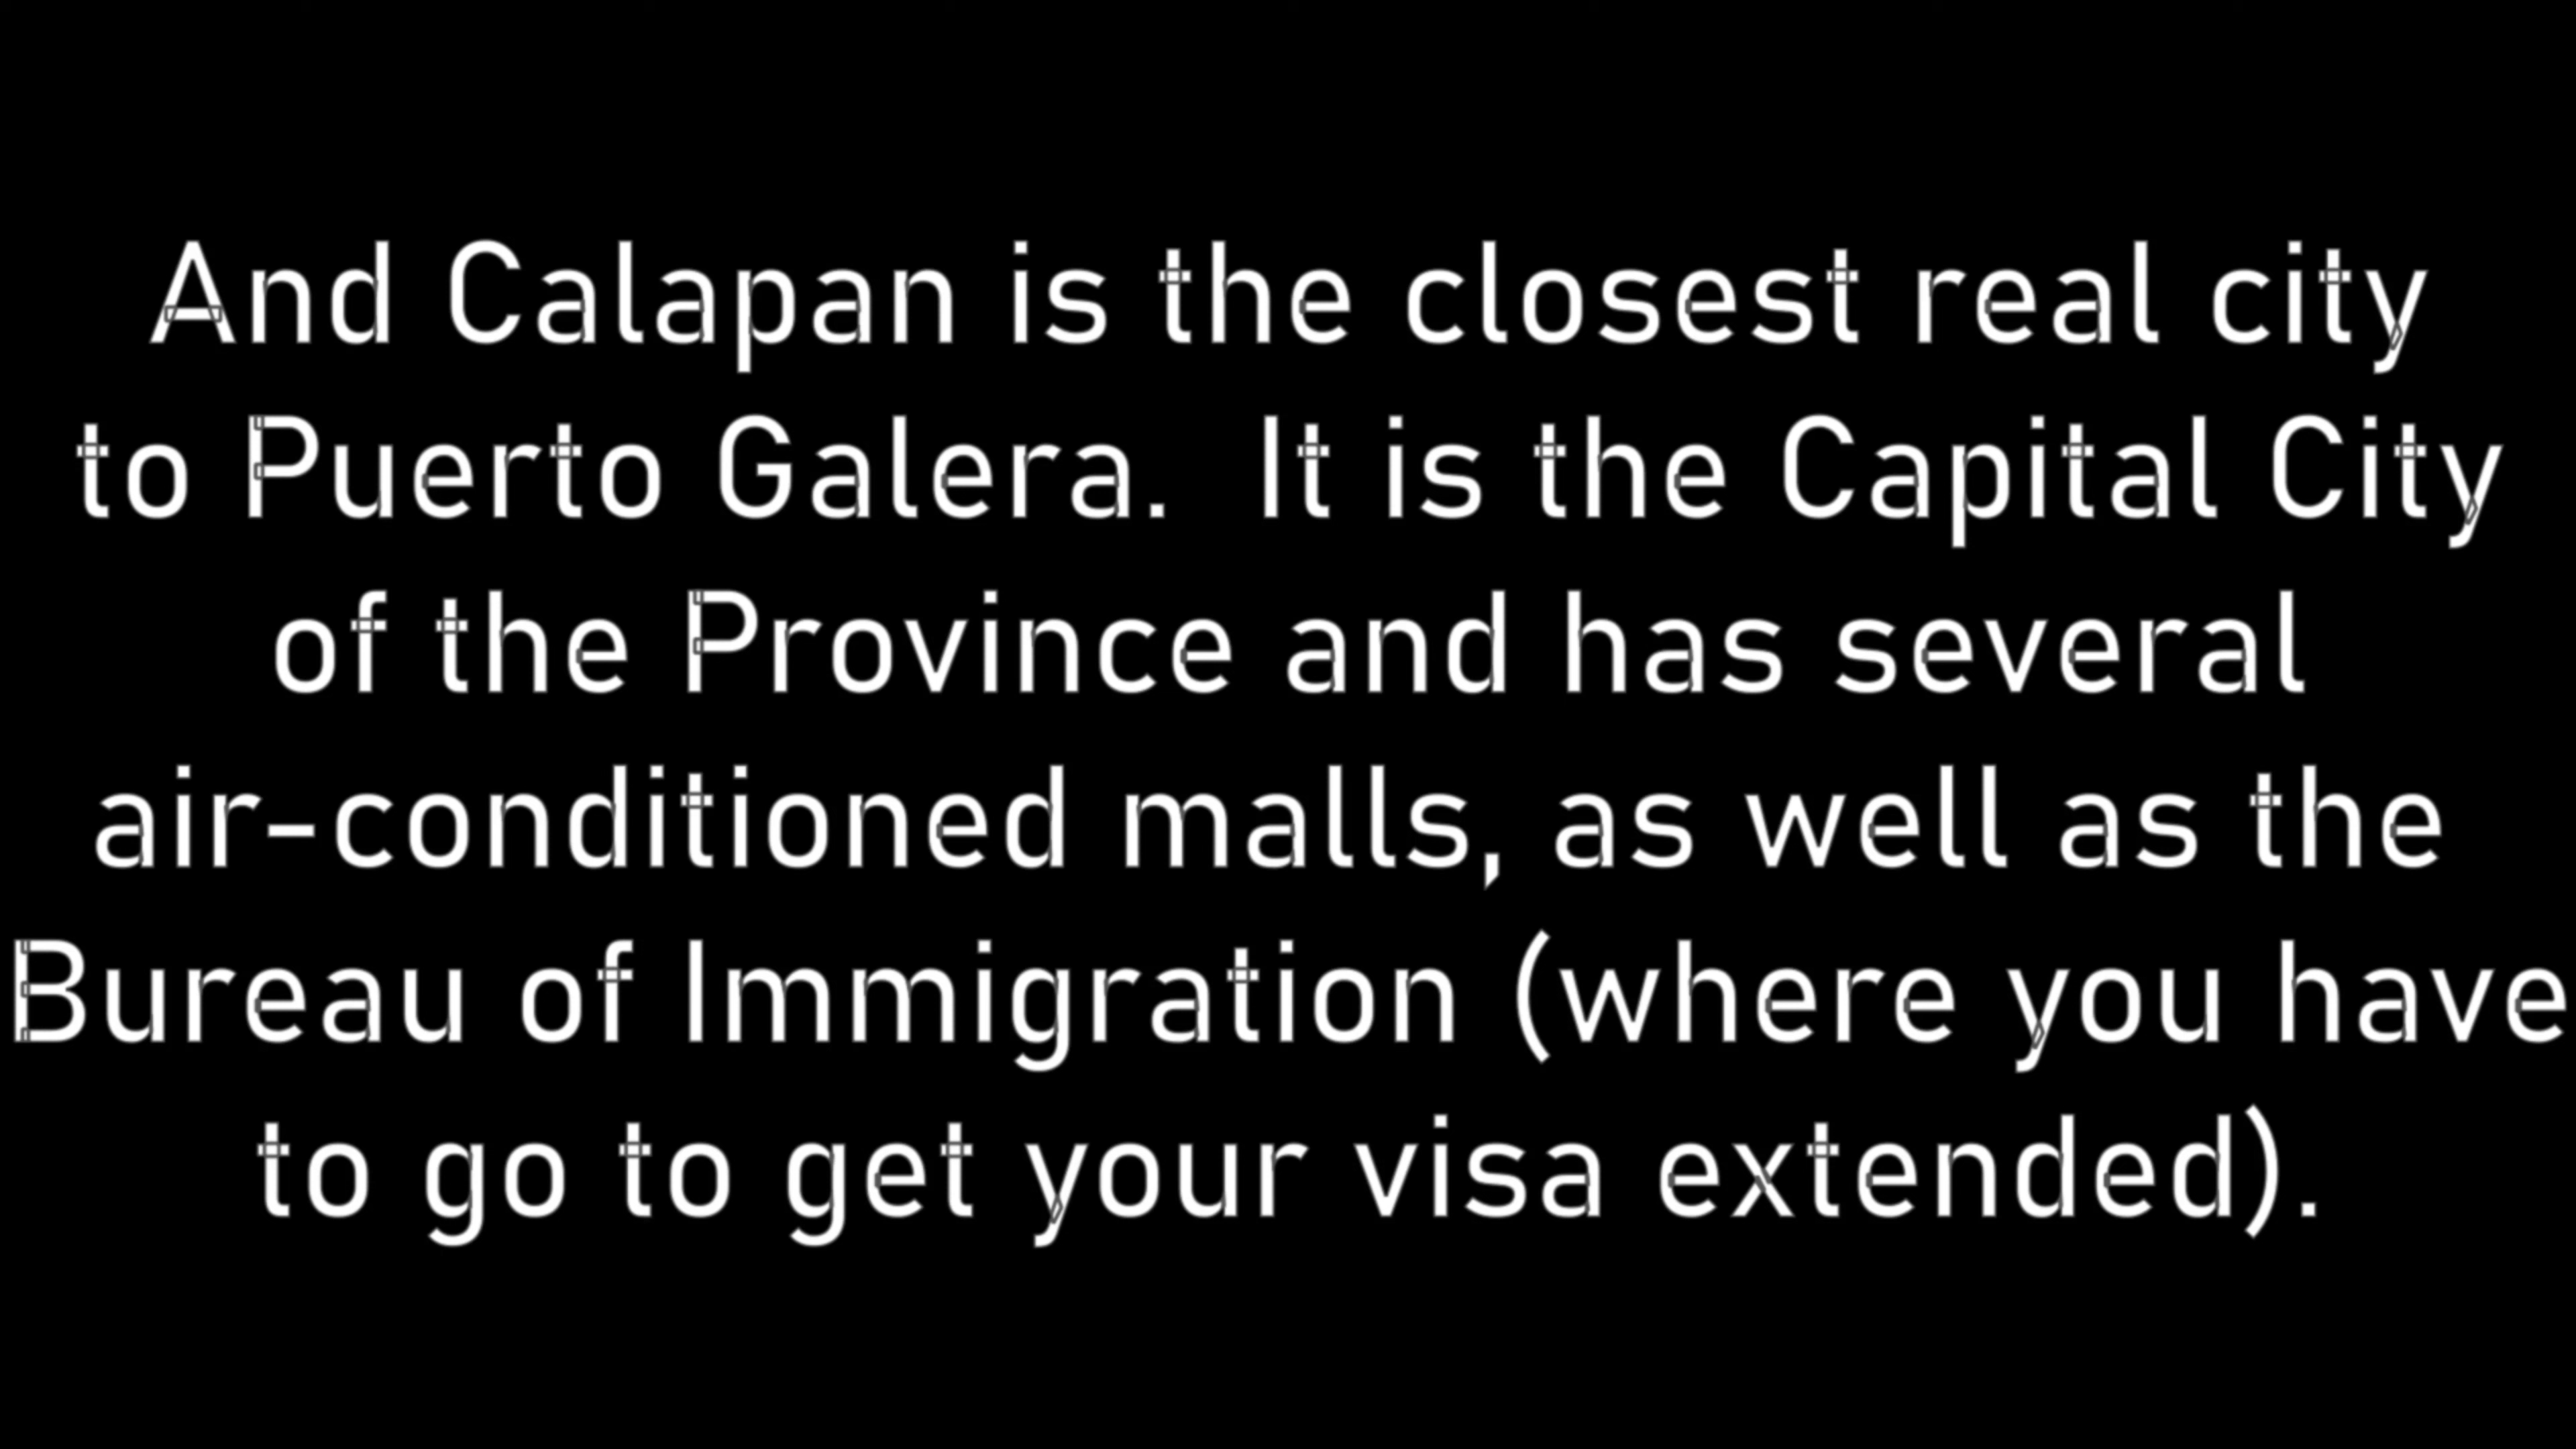 And Calapan is the closest real city
to Puerto Galera.  It is the Capital City
of the Province and has several
air-conditioned malls, as well as the
Bureau of Immigration (where you have
to go to get your visa extended).